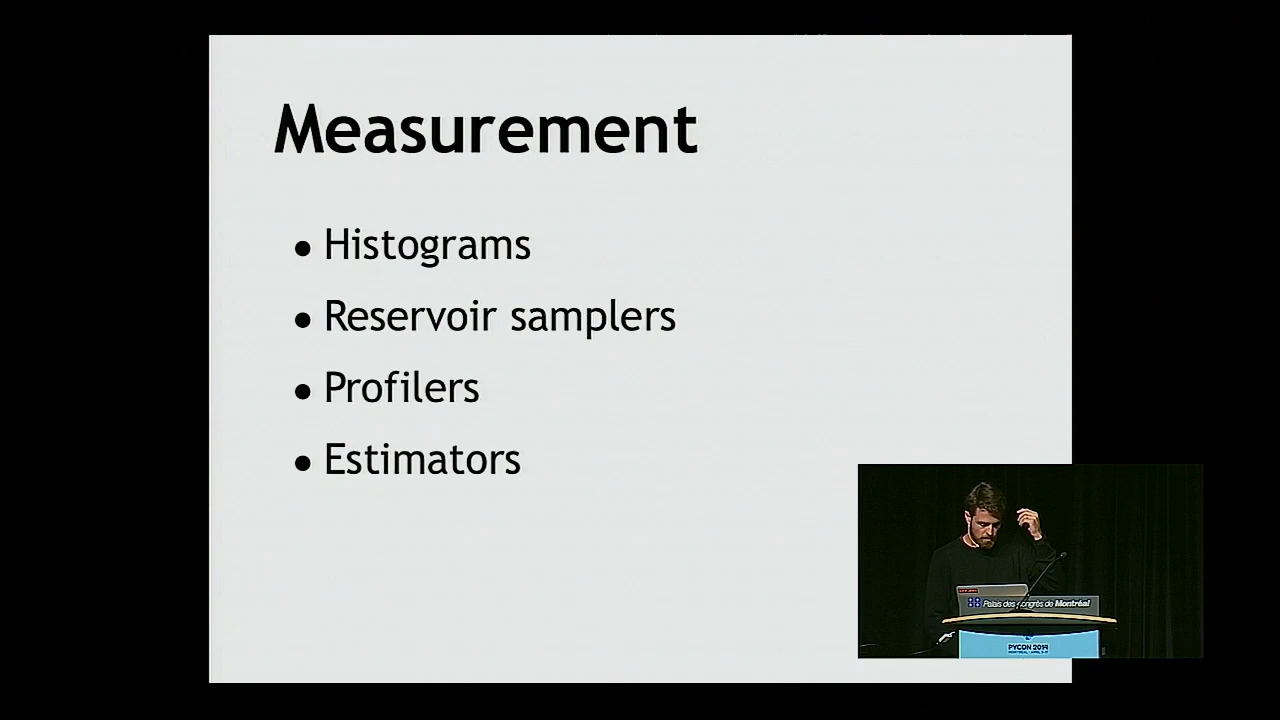 Measurement
• Histograms
• Reservoir samplers
• Profilers
• Estimators
Palais des congrès de Montréal
PYCON 2014